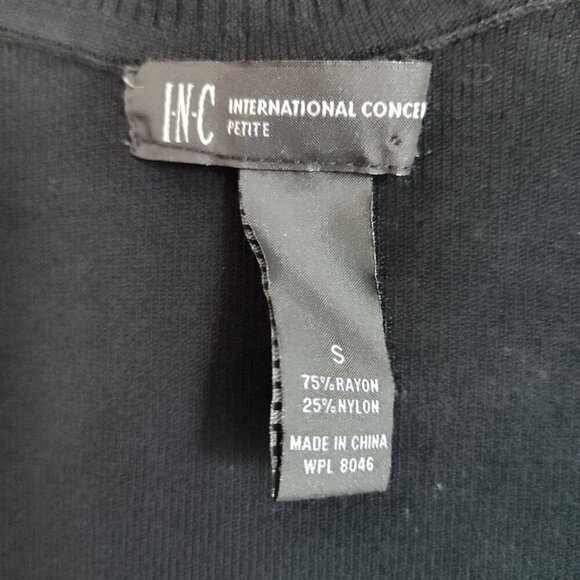 I·N·C INTERNATIONAL CONCEP
PETITE
S
75% RAYON
25% NYLON
MADE IN CHINA
WPL 8046